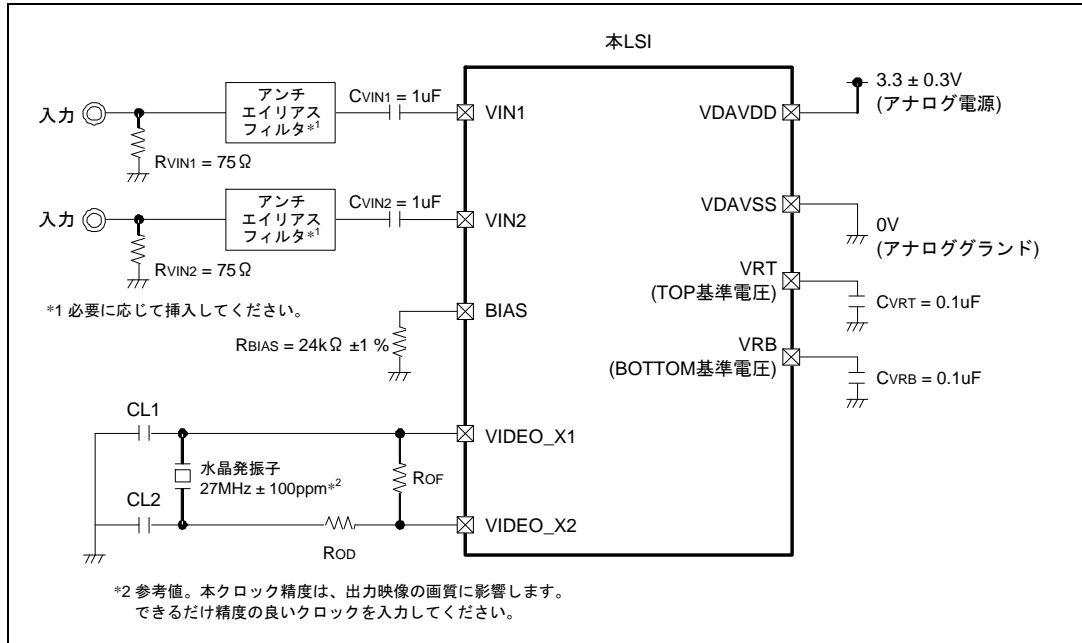 本LSI
入力
アンチ
エイリアス
フィルタ*1
CVIN1 = 1uF
VIN1
RVIN1 = 75Ω
入力
アンチ
エイリアス
フィルタ*1
CVIN2 = 1uF
VIN2
RVIN2 = 75Ω
*1 必要に応じて挿入してください。
BIAS
RBIAS = 24kΩ ±1 %
CL1
VIDEO_X1
水晶発振子
27MHz ± 100ppm*2
ROF
CL2
ROD
VIDEO_X2
VDAVDD
3.3 ± 0.3V
(アナログ電源)
VDAVSS
0V
(アナロググランド)
VRT
(TOP基準電圧)
CVRT = 0.1uF
VRB
(BOTTOM基準電圧)
CVRB = 0.1uF
*2 参考値。本クロック精度は、出力映像の画質に影響します。
できるだけ精度の良いクロックを入力してください。